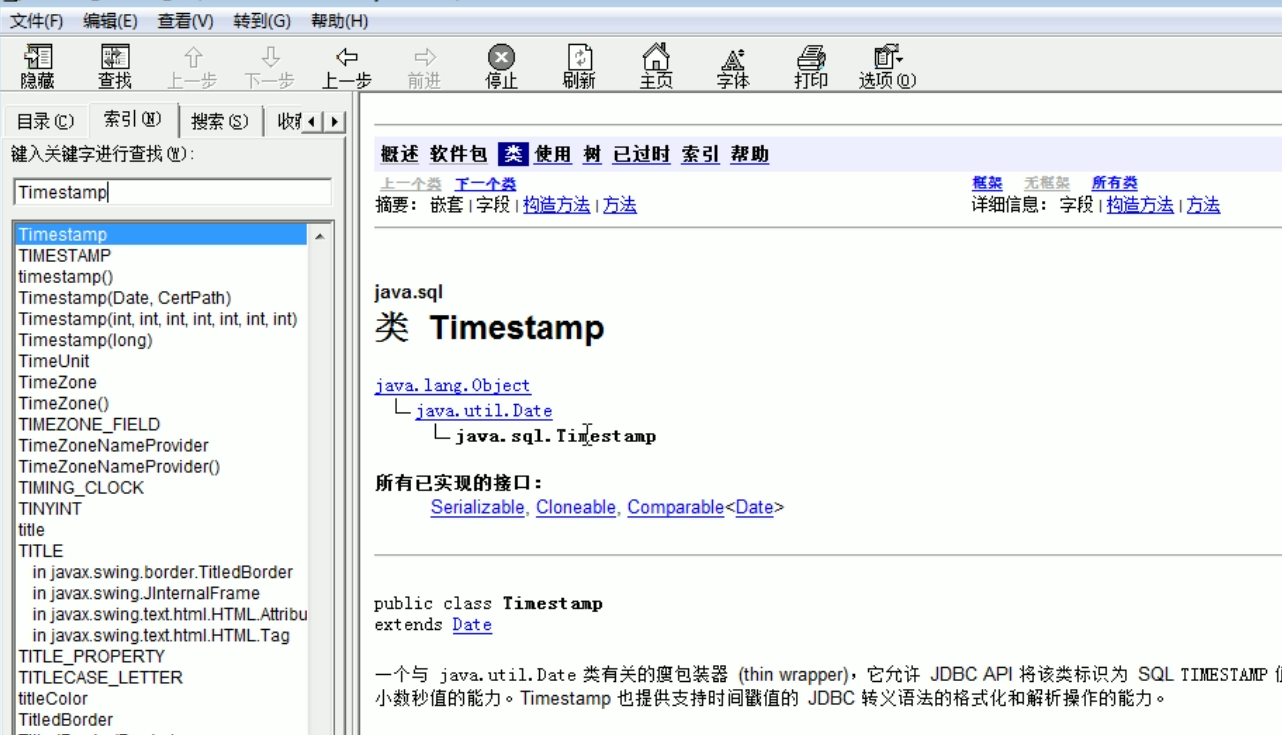 文件(F) 编辑(E) 查看(V) 转到(G) 帮助(H)
隐藏 查找 上一步 下一步 上一步 前进 停止 刷新 主页 字体 打印 选项(O)
目录(C) 索引(N) 搜索(S)
键入关键字进行查找(W):
Timestamp
Timestamp
TIMESTAMP
timestamp()
Timestamp(Date, CertPath)
Timestamp(int, int, int, int, int, int, int)
Timestamp(long)
TimeUnit
TimeZone
TimeZone()
TIMEZONE_FIELD
TimeZoneNameProvider
TimeZoneNameProvider()
TIMING_CLOCK
TINYINT
title
TITLE
in javax.swing.border.TitledBorder
in javax.swing.JInternalFrame
in javax.swing.text.html.HTML.Attribu
in javax.swing.text.html.HTML.Tag
TITLE_PROPERTY
TITLECASE_LETTER
titleColor
TitledBorder
概述 软件包 类 使用 树 已过时 索引 帮助
上一个类 下一个类 框架 无框架 所有类
摘要: 嵌套 | 字段 | 构造方法 | 方法 详细信息: 字段 | 构造方法 | 方法
java.sql
类 Timestamp
java.lang.Object
java.util.Date
java.sql.Timestamp
所有已实现的接口:
Serializable, Cloneable, Comparable<Date>
public class Timestamp
extends Date
一个与 java.util.Date 类有关的瘦包装器 (thin wrapper)，它允许 JDBC API 将该类标识为 SQL TIMESTAMP
小数秒值的能力。Timestamp 也提供支持时间戳值的 JDBC 转义语法的格式化和解析操作的能力。